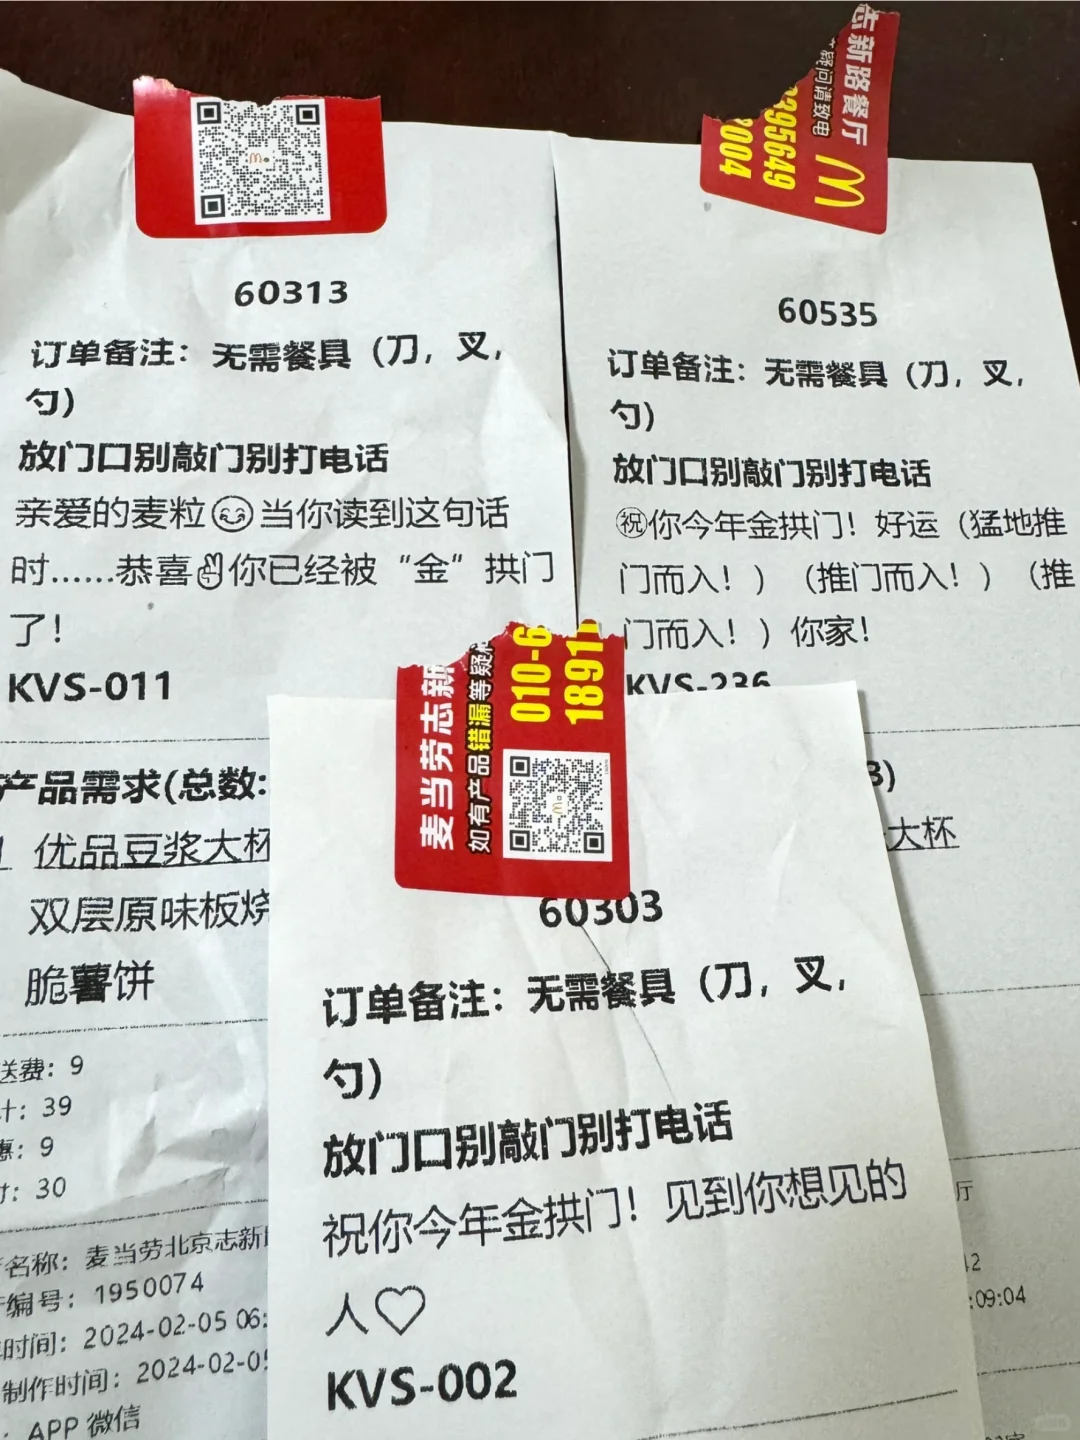 60313
订单备注：无需餐具（刀，叉，
勺）
放门口别敲门别打电话
亲爱的麦粒😊当你读到这句话
时……恭喜✌你已经被“金”拱门
了！
KVS-011
产品需求(总数:
1 优品豆浆大杯
双层原味板烧
脆薯饼
送费：9
计：39
惠：9
付：30
名称：麦当劳北京志新
编号：1950074
时间：2024-02-05 06:
制作时间：2024-02-05
：APP 微信
志新路餐厅
疑问请致电
3395649
3004
60535
订单备注：无需餐具（刀，叉，
勺）
放门口别敲门别打电话
㊗你今年金拱门！好运（猛地推
门而入！）（推门而入！）（推
门而入！）你家！
KVS-236
3)
大杯
厅
42
:09:04
麦当劳志新
如有产品错漏等疑
010-6
1891
60303
订单备注：无需餐具（刀，叉，
勺）
放门口别敲门别打电话
祝你今年金拱门！见到你想见的
人♡
KVS-002